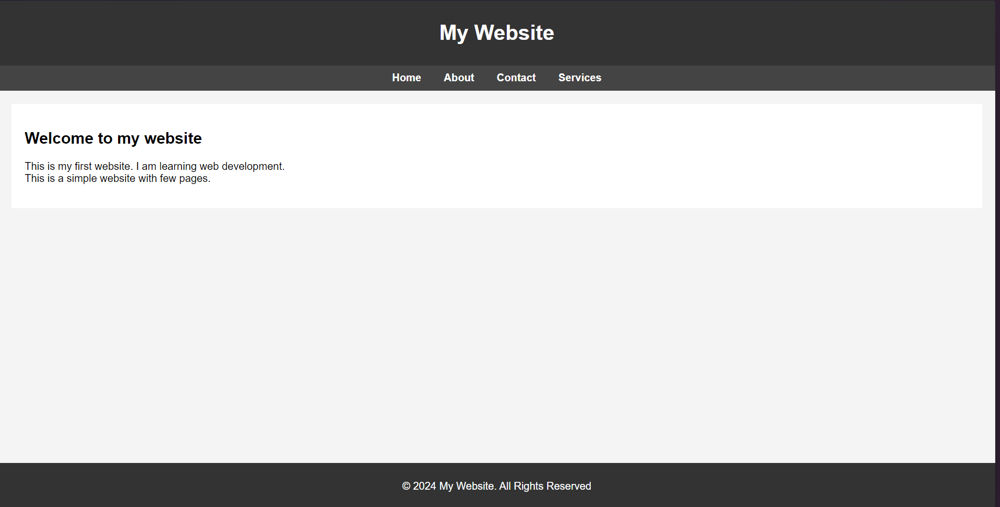 My Website
Home About Contact Services
Welcome to my website
This is my first website. I am learning web development.
This is a simple website with few pages.
© 2024 My Website. All Rights Reserved